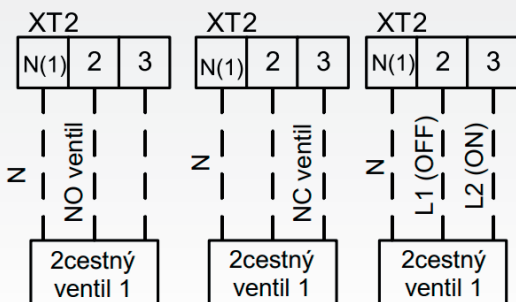 XT2 XT2 XT2
N(1) 2 3 N(1) 2 3 N(1) 2 3
N NO ventil N NC ventil N L1 (OFF) L2 (ON)
2cestný 2cestný 2cestný
ventil 1 ventil 1 ventil 1